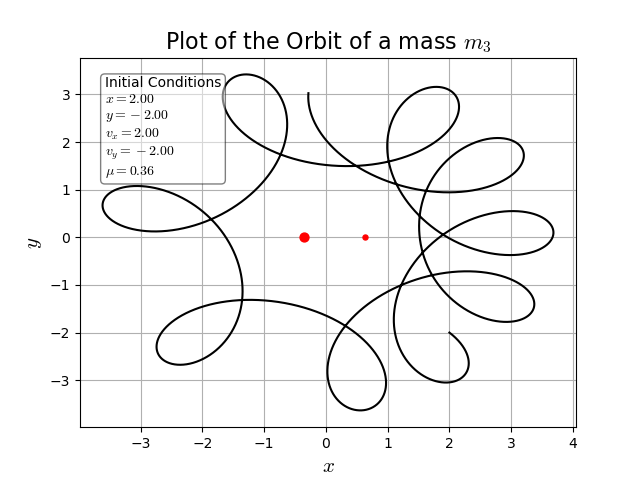 Plot of the Orbit of a mass m₃
Initial Conditions
x = 2.00
y = −2.00
vₓ = 2.00
v_y = −2.00
μ = 0.36
3
2
1
0
−1
−2
−3
y
−3
−2
−1
0
1
2
3
4
x